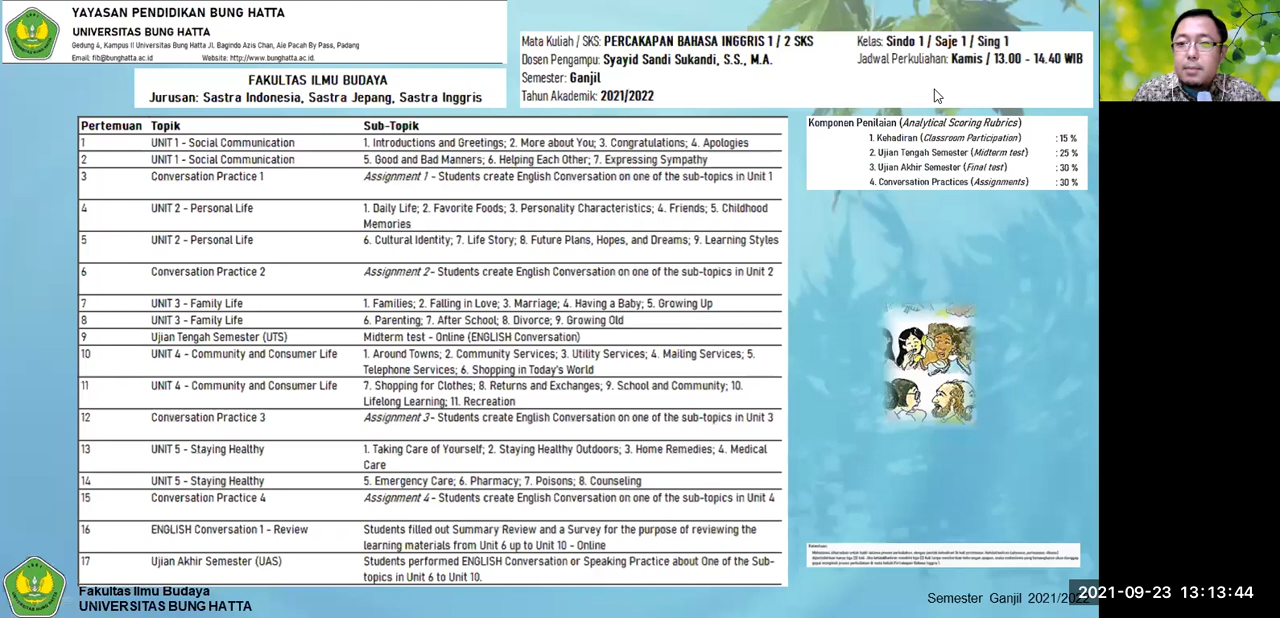 YAYASAN PENDIDIKAN BUNG HATTA
UNIVERSITAS BUNG HATTA
Gedung 4, Kampus II Universitas Bung Hatta Jl. Bagindo Azis Chan, Aie Pacah By Pass, Padang
Email: fib@bunghatta.ac.id Website: http://www.bunghatta.ac.id.
FAKULTAS ILMU BUDAYA
Jurusan: Sastra Indonesia, Sastra Jepang, Sastra Inggris
Mata Kuliah / SKS: PERCAKAPAN BAHASA INGGRIS 1 / 2 SKS
Dosen Pengampu: Syayid Sandi Sukandi, S.S., M.A.
Semester: Ganjil
Tahun Akademik: 2021/2022
Kelas: Sindo 1 / Saje 1 / Sing 1
Jadwal Perkuliahan: Kamis / 13.00 - 14.40 WIB
Pertemuan Topik Sub-Topik
1 UNIT 1 - Social Communication 1. Introductions and Greetings; 2. More about You; 3. Congratulations; 4. Apologies
2 UNIT 1 - Social Communication 5. Good and Bad Manners; 6. Helping Each Other; 7. Expressing Sympathy
3 Conversation Practice 1 Assignment 1 - Students create English Conversation on one of the sub-topics in Unit 1
4 UNIT 2 - Personal Life 1. Daily Life; 2. Favorite Foods; 3. Personality Characteristics; 4. Friends; 5. Childhood
Memories
5 UNIT 2 - Personal Life 6. Cultural Identity; 7. Life Story; 8. Future Plans, Hopes, and Dreams; 9. Learning Styles
6 Conversation Practice 2 Assignment 2 - Students create English Conversation on one of the sub-topics in Unit 2
7 UNIT 3 - Family Life 1. Families; 2. Falling in Love; 3. Marriage; 4. Having a Baby; 5. Growing Up
8 UNIT 3 - Family Life 6. Parenting; 7. After School; 8. Divorce; 9. Growing Old
9 Ujian Tengah Semester (UTS) Midterm test - Online (ENGLISH Conversation)
10 UNIT 4 - Community and Consumer Life 1. Around Towns; 2. Community Services; 3. Utility Services; 4. Mailing Services; 5.
Telephone Services; 6. Shopping in Today's World
11 UNIT 4 - Community and Consumer Life 7. Shopping for Clothes; 8. Returns and Exchanges; 9. School and Community; 10.
Lifelong Learning; 11. Recreation
12 Conversation Practice 3 Assignment 3 - Students create English Conversation on one of the sub-topics in Unit 3
13 UNIT 5 - Staying Healthy 1. Taking Care of Yourself; 2. Staying Healthy Outdoors; 3. Home Remedies; 4. Medical
Care
14 UNIT 5 - Staying Healthy 5. Emergency Care; 6. Pharmacy; 7. Poisons; 8. Counseling
15 Conversation Practice 4 Assignment 4 - Students create English Conversation on one of the sub-topics in Unit 4
16 ENGLISH Conversation 1 - Review Students filled out Summary Review and a Survey for the purpose of reviewing the
learning materials from Unit 6 up to Unit 10 - Online
17 Ujian Akhir Semester (UAS) Students performed ENGLISH Conversation or Speaking Practice about One of the Sub-
topics in Unit 6 to Unit 10.
Komponen Penilaian (Analytical Scoring Rubrics)
1. Kehadiran (Classroom Participation) : 15 %
2. Ujian Tengah Semester (Midterm test) : 25 %
3. Ujian Akhir Semester (Final test) : 30 %
4. Conversation Practices (Assignments) : 30 %
Fakultas Ilmu Budaya
UNIVERSITAS BUNG HATTA
Semester Ganjil 2021/2022
2021-09-23 13:13:44